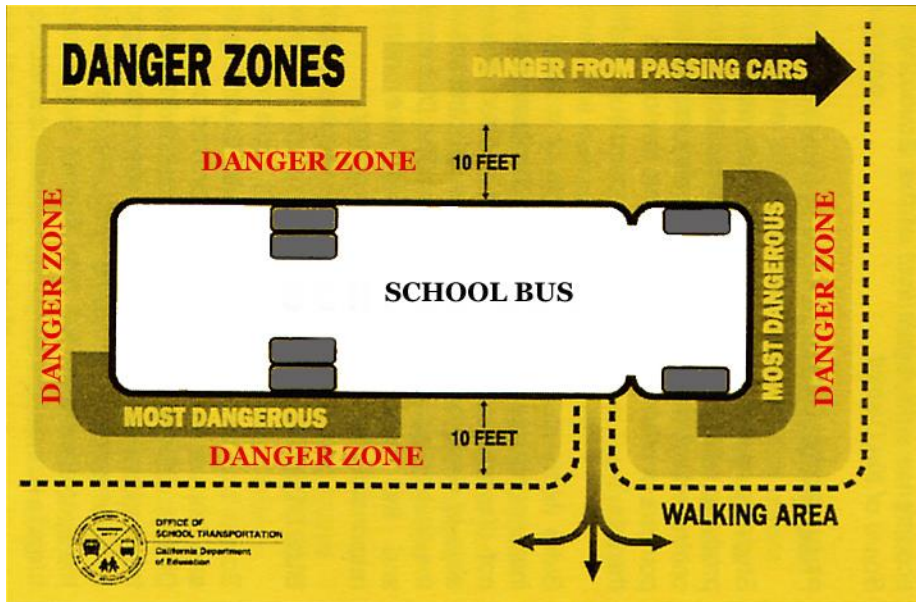 DANGER ZONES
DANGER FROM PASSING CARS
DANGER ZONE
10 FEET
DANGER ZONE
SCHOOL BUS
MOST DANGEROUS
DANGER ZONE
MOST DANGEROUS
10 FEET
DANGER ZONE
WALKING AREA
OFFICE OF
SCHOOL TRANSPORTATION
California Department
of Education